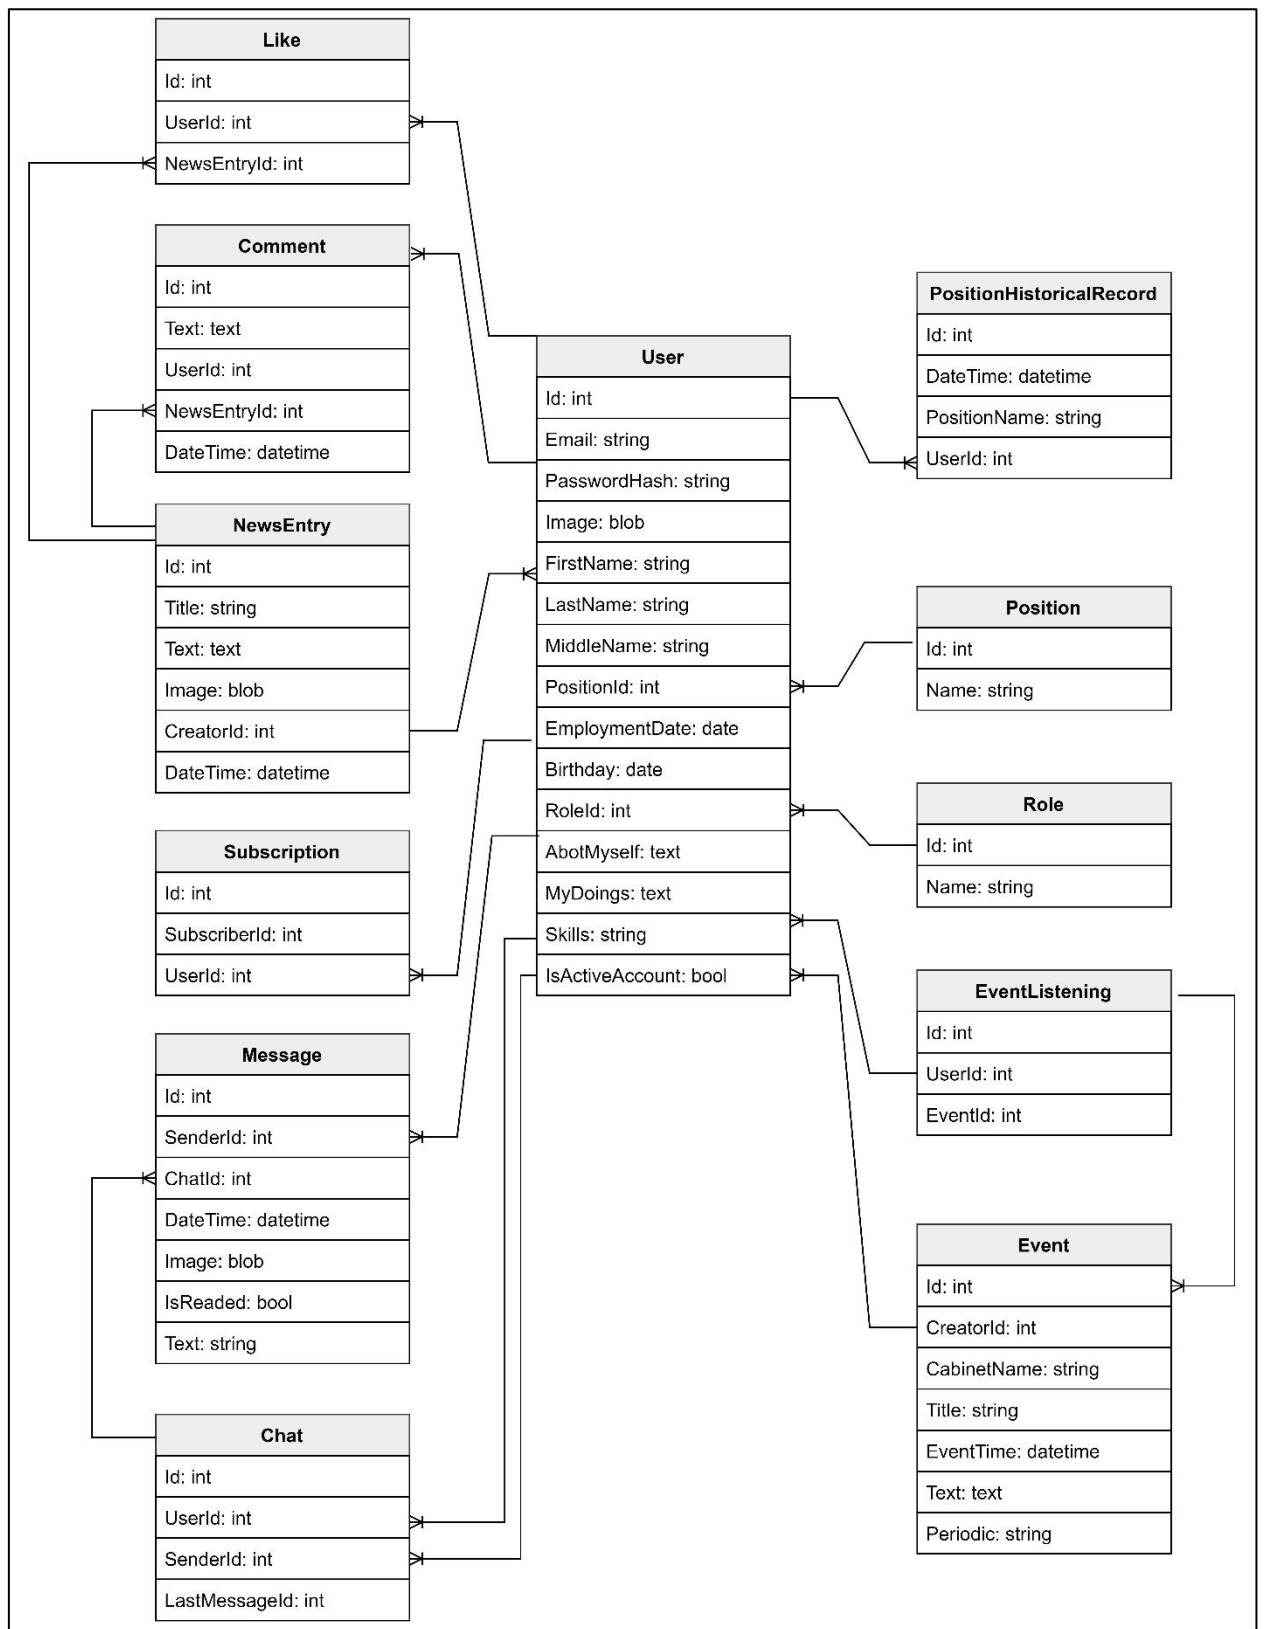 Like
Id: int
UserId: int
NewsEntryId: int
Comment
Id: int
Text: text
UserId: int
NewsEntryId: int
DateTime: datetime
NewsEntry
Id: int
Title: string
Text: text
Image: blob
CreatorId: int
DateTime: datetime
Subscription
Id: int
SubscriberId: int
UserId: int
Message
Id: int
SenderId: int
ChatId: int
DateTime: datetime
Image: blob
IsReaded: bool
Text: string
Chat
Id: int
UserId: int
SenderId: int
LastMessageId: int
User
Id: int
Email: string
PasswordHash: string
Image: blob
FirstName: string
LastName: string
MiddleName: string
PositionId: int
EmploymentDate: date
Birthday: date
RoleId: int
AbotMyself: text
MyDoings: text
Skills: string
IsActiveAccount: bool
PositionHistoricalRecord
Id: int
DateTime: datetime
PositionName: string
UserId: int
Position
Id: int
Name: string
Role
Id: int
Name: string
EventListening
Id: int
UserId: int
EventId: int
Event
Id: int
CreatorId: int
CabinetName: string
Title: string
EventTime: datetime
Text: text
Periodic: string